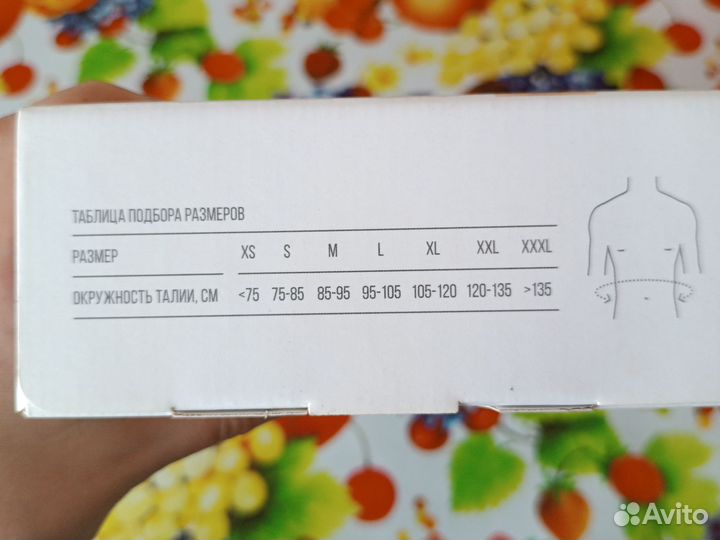 ТАБЛИЦА ПОДБОРА РАЗМЕРОВ
РАЗМЕР XS S M L XL XXL XXXL
ОКРУЖНОСТЬ ТАЛИИ, СМ <75 75-85 85-95 95-105 105-120 120-135 >135
Avito